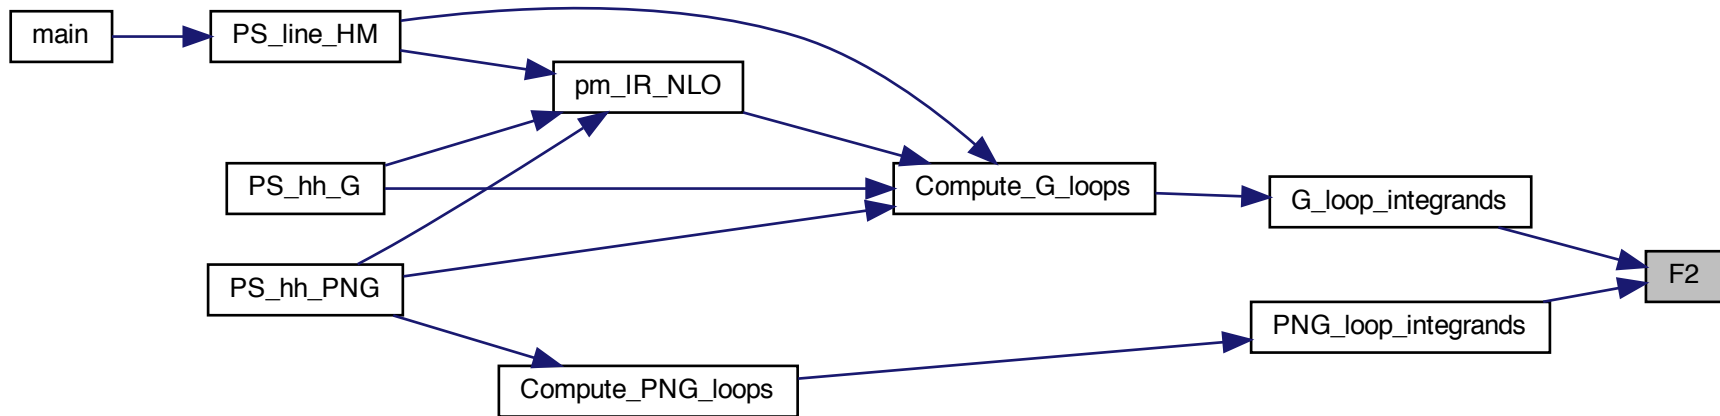 main
PS_line_HM
pm_IR_NLO
PS_hh_G
Compute_G_loops
G_loop_integrands
F2
PS_hh_PNG
PNG_loop_integrands
Compute_PNG_loops